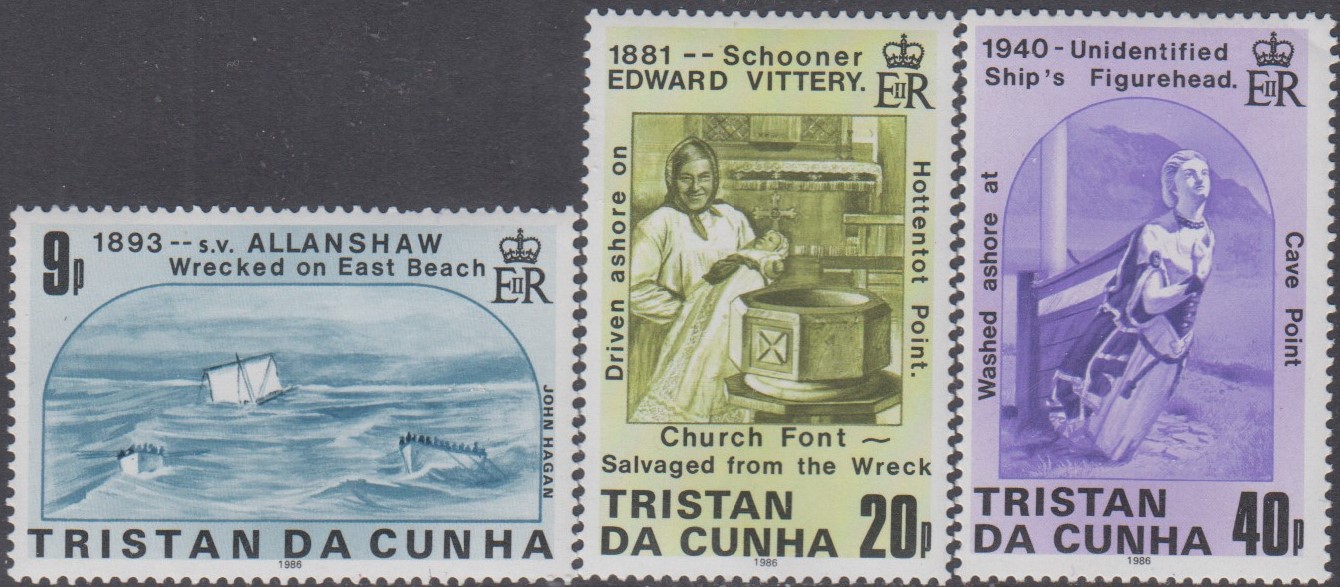 9p
1893 -- s.v. ALLANSHAW
Wrecked on East Beach
EIIR
JOHN HAGAN
TRISTAN DA CUNHA
1986
1881 -- Schooner
EDWARD VITTERY.
EIIR
Driven ashore on
Hottentot Point.
Church Font ~
Salvaged from the Wreck
TRISTAN
DA CUNHA 20p
1986
1940 - Unidentified
Ship's Figurehead.
EIIR
Washed ashore at
Cave Point
TRISTAN
DA CUNHA 40p
1986